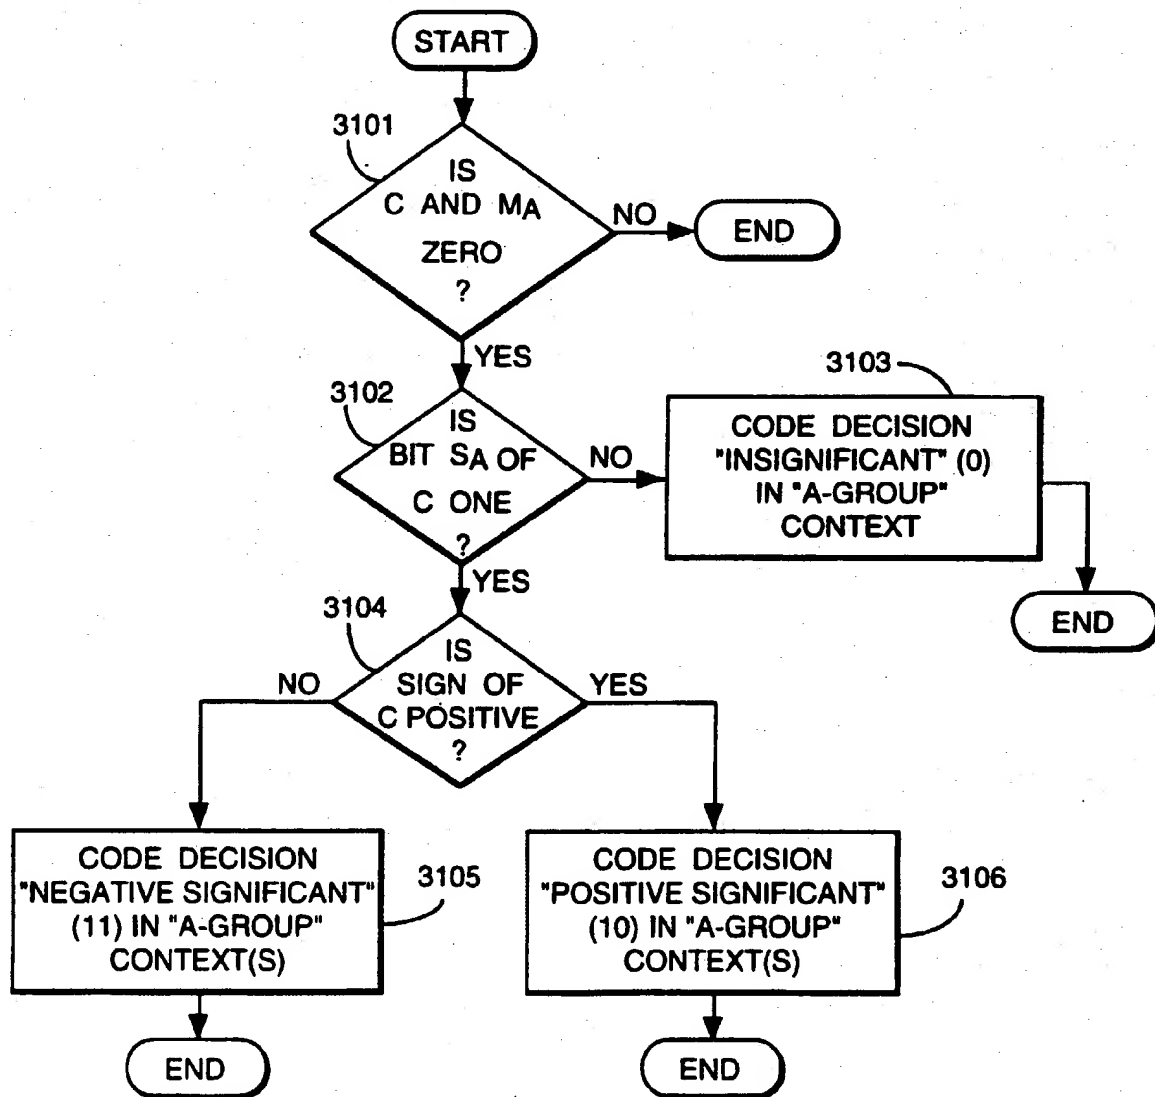 START
3101
IS
C AND MA
ZERO
?
NO
END
YES
3102
IS
BIT SA OF
C ONE
?
NO
3103
CODE DECISION
"INSIGNIFICANT" (0)
IN "A-GROUP"
CONTEXT
END
YES
3104
IS
SIGN OF
C POSITIVE
?
NO
YES
CODE DECISION
"NEGATIVE SIGNIFICANT"
(11) IN "A-GROUP"
CONTEXT(S)
3105
END
CODE DECISION
"POSITIVE SIGNIFICANT"
(10) IN "A-GROUP"
CONTEXT(S)
3106
END